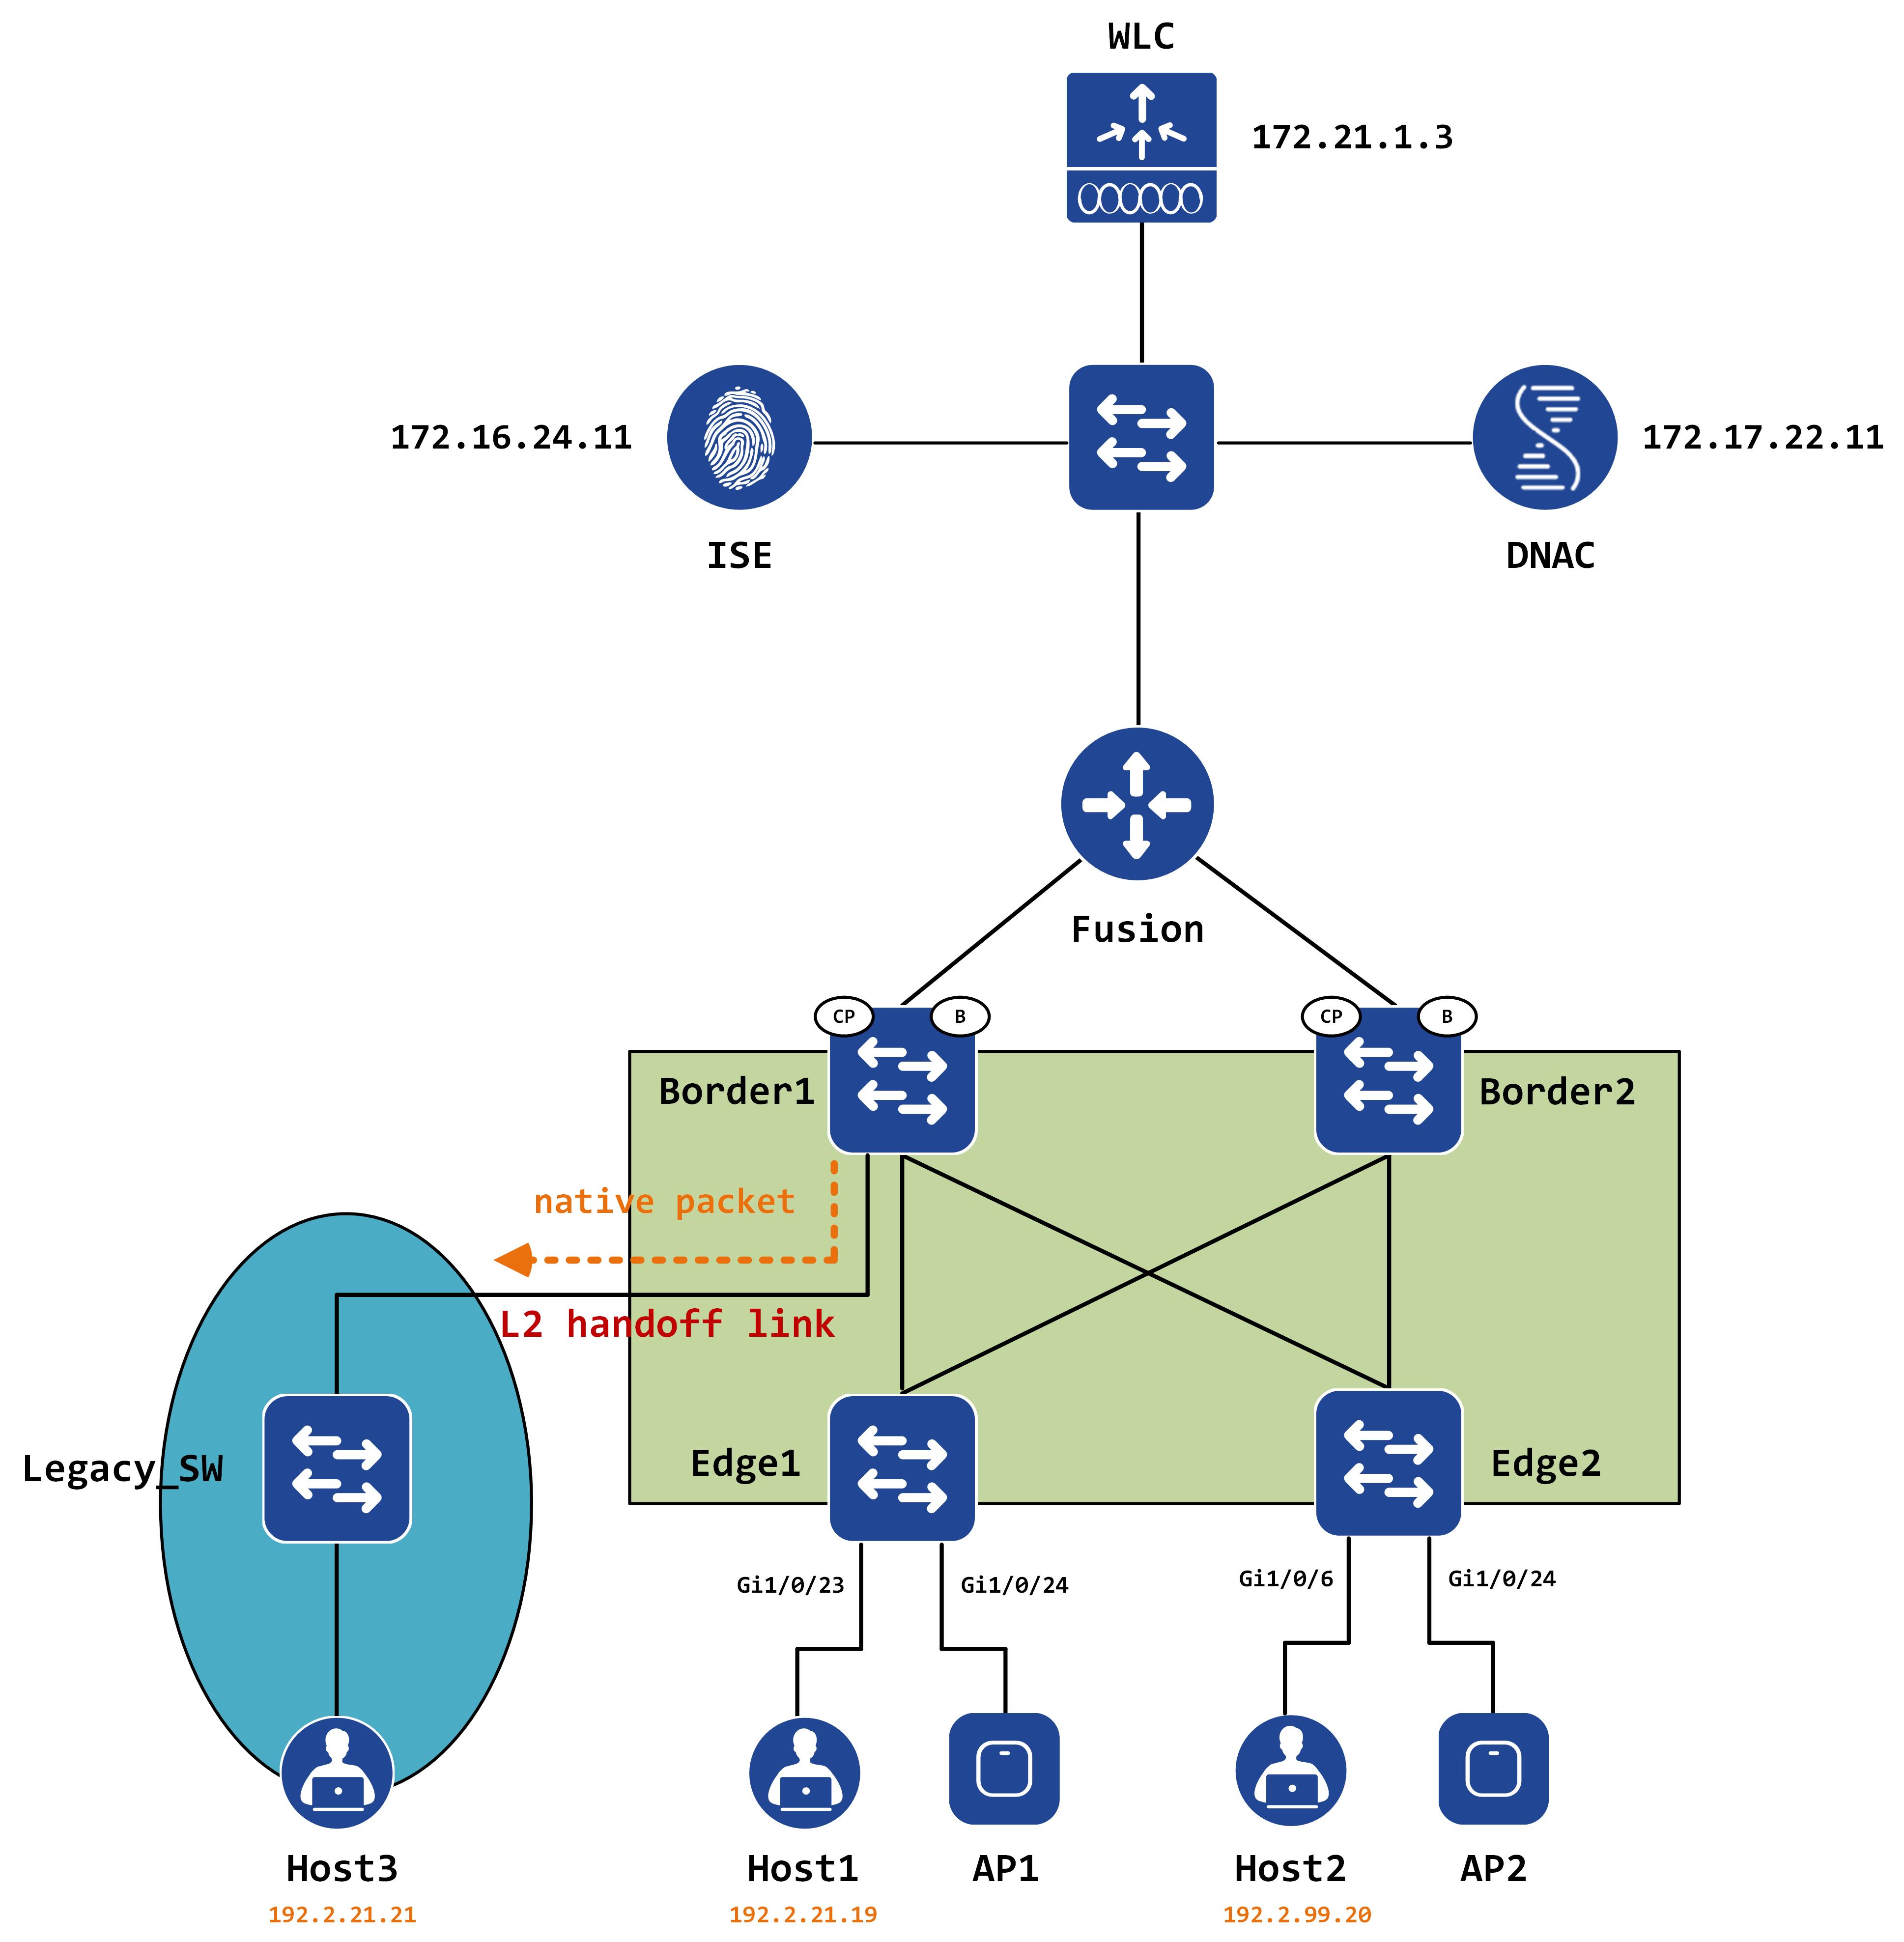 WLC
172.21.1.3
172.16.24.11
172.17.22.11
ISE
DNAC
Fusion
CP
B
CP
B
Border1
Border2
native packet
L2 handoff link
Legacy_SW
Edge1
Edge2
Gi1/0/23
Gi1/0/24
Gi1/0/6
Gi1/0/24
Host3
Host1
AP1
Host2
AP2
192.2.21.21
192.2.21.19
192.2.99.20